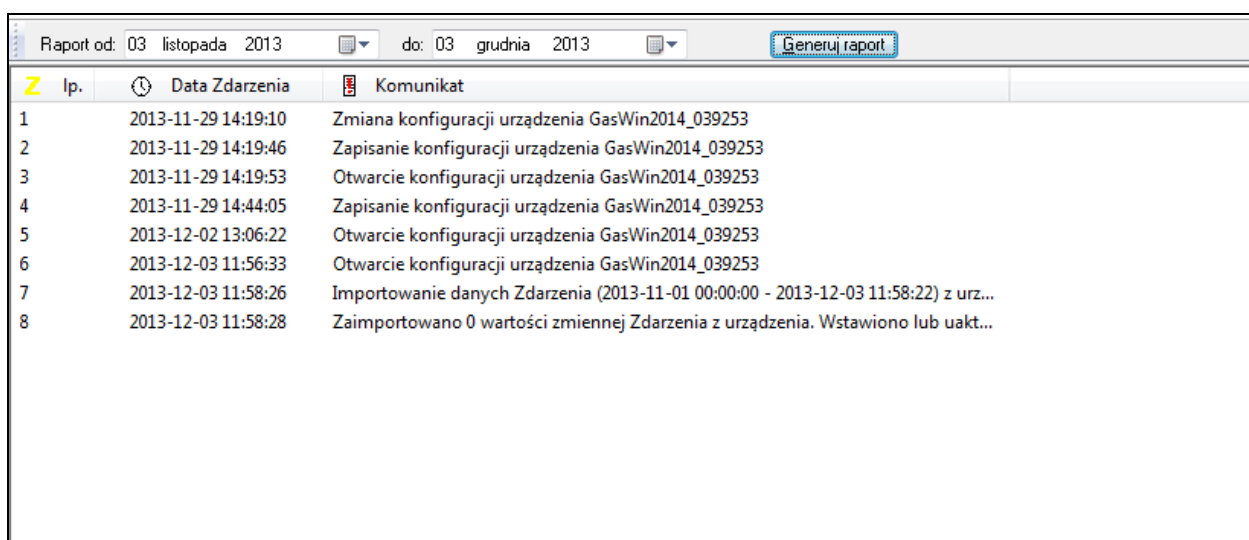 Raport od: 03 listopada 2013 do: 03 grudnia 2013 Generuj raport
Z lp. Data Zdarzenia Komunikat
1 2013-11-29 14:19:10 Zmiana konfiguracji urządzenia GasWin2014_039253
2 2013-11-29 14:19:46 Zapisanie konfiguracji urządzenia GasWin2014_039253
3 2013-11-29 14:19:53 Otwarcie konfiguracji urządzenia GasWin2014_039253
4 2013-11-29 14:44:05 Zapisanie konfiguracji urządzenia GasWin2014_039253
5 2013-12-02 13:06:22 Otwarcie konfiguracji urządzenia GasWin2014_039253
6 2013-12-03 11:56:33 Otwarcie konfiguracji urządzenia GasWin2014_039253
7 2013-12-03 11:58:26 Importowanie danych Zdarzenia (2013-11-01 00:00:00 - 2013-12-03 11:58:22) z urz...
8 2013-12-03 11:58:28 Zaimportowano 0 wartości zmiennej Zdarzenia z urządzenia. Wstawiono lub uakt...